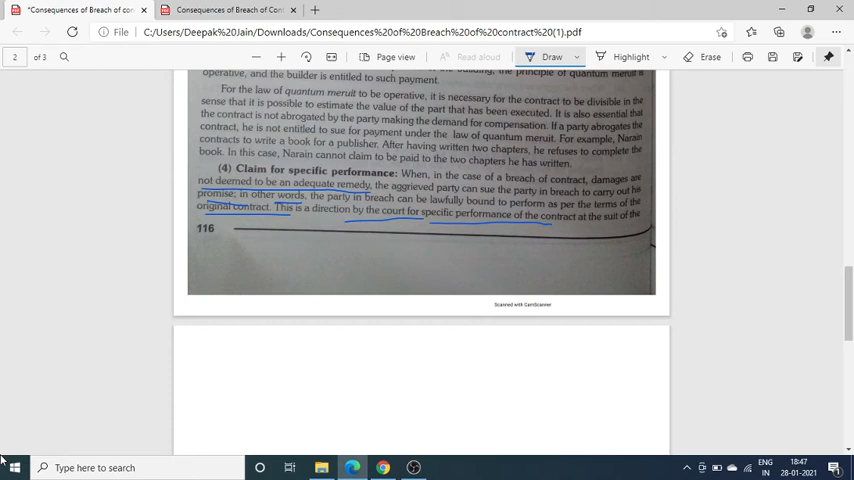 *Consequences of Breach of con
Consequences of Breach of Cont
File
C:/Users/Deepak%20Jain/Downloads/Consequences%20of%20Breach%20of%20contract%20(1).pdf
2 of 3
Page view
Read aloud
Draw
Highlight
Erase
operative, and the builder is entitled to such payment.
the principle of quantum meruit is
For the law of quantum meruit to be operative, it is necessary for the contract to be divisible in the
sense that it is possible to estimate the value of the part that has been executed. It is also essential that
the contract is not abrogated by the party making the demand for compensation. If a party abrogates the
contract, he is not entitled to sue for payment under the law of quantum meruit. For example, Narain
contracts to write a book for a publisher. After having written two chapters, he refuses to complete the
book. In this case, Narain cannot claim to be paid to the two chapters he has written.
(4) Claim for specific performance: When, in the case of a breach of contract, damages are
not deemed to be an adequate remedy, the aggrieved party can sue the party in breach to carry out his
promise; in other words, the party in breach can be lawfully bound to perform as per the terms of the
original contract. This is a direction by the court for specific performance of the contract at the suit of the
116
Scanned with CamScanner
Type here to search
ENG
IN
18:47
28-01-2021